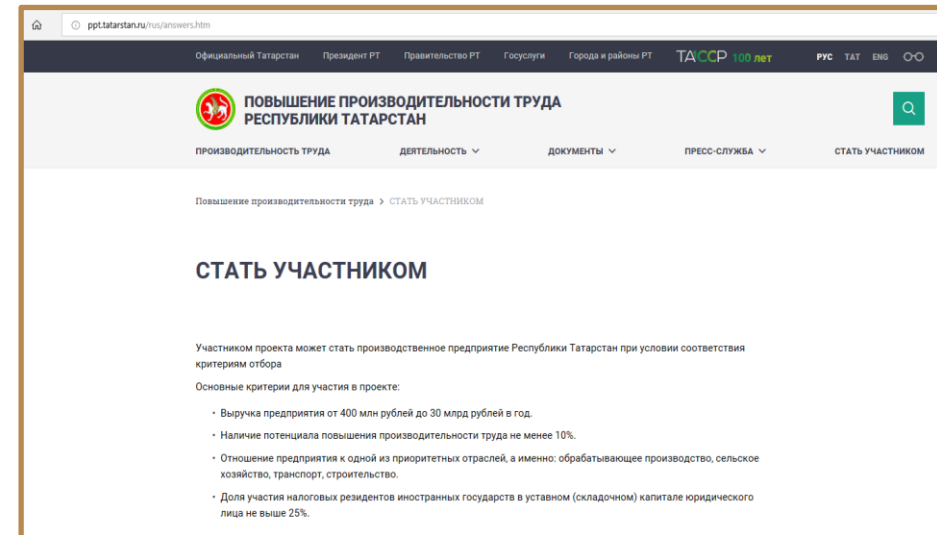 ppt.tatarstan.ru/rus/answers.htm
Официальный Татарстан Президент РТ Правительство РТ Госуслуги Города и районы РТ ТАССР 100 лет РУС ТАТ ENG
ПОВЫШЕНИЕ ПРОИЗВОДИТЕЛЬНОСТИ ТРУДА
РЕСПУБЛИКИ ТАТАРСТАН
ПРОИЗВОДИТЕЛЬНОСТЬ ТРУДА ДЕЯТЕЛЬНОСТЬ ДОКУМЕНТЫ ПРЕСС-СЛУЖБА СТАТЬ УЧАСТНИКОМ
Повышение производительности труда > СТАТЬ УЧАСТНИКОМ
СТАТЬ УЧАСТНИКОМ
Участником проекта может стать производственное предприятие Республики Татарстан при условии соответствия
критериям отбора
Основные критерии для участия в проекте:
• Выручка предприятия от 400 млн рублей до 30 млрд рублей в год.
• Наличие потенциала повышения производительности труда не менее 10%.
• Отношение предприятия к одной из приоритетных отраслей, а именно: обрабатывающее производство, сельское
хозяйство, транспорт, строительство.
• Доля участия налоговых резидентов иностранных государств в уставном (складочном) капитале юридического
лица не выше 25%.